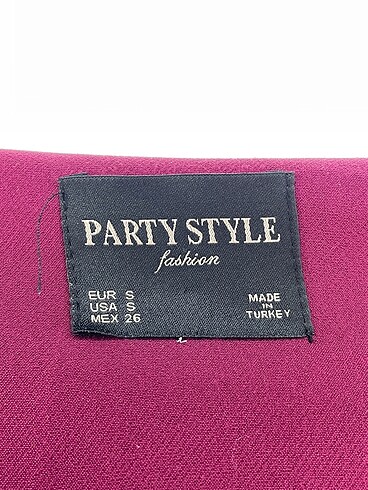 PARTY STYLE
fashion
EUR S
USA S
MEX 26
MADE
IN
TURKEY